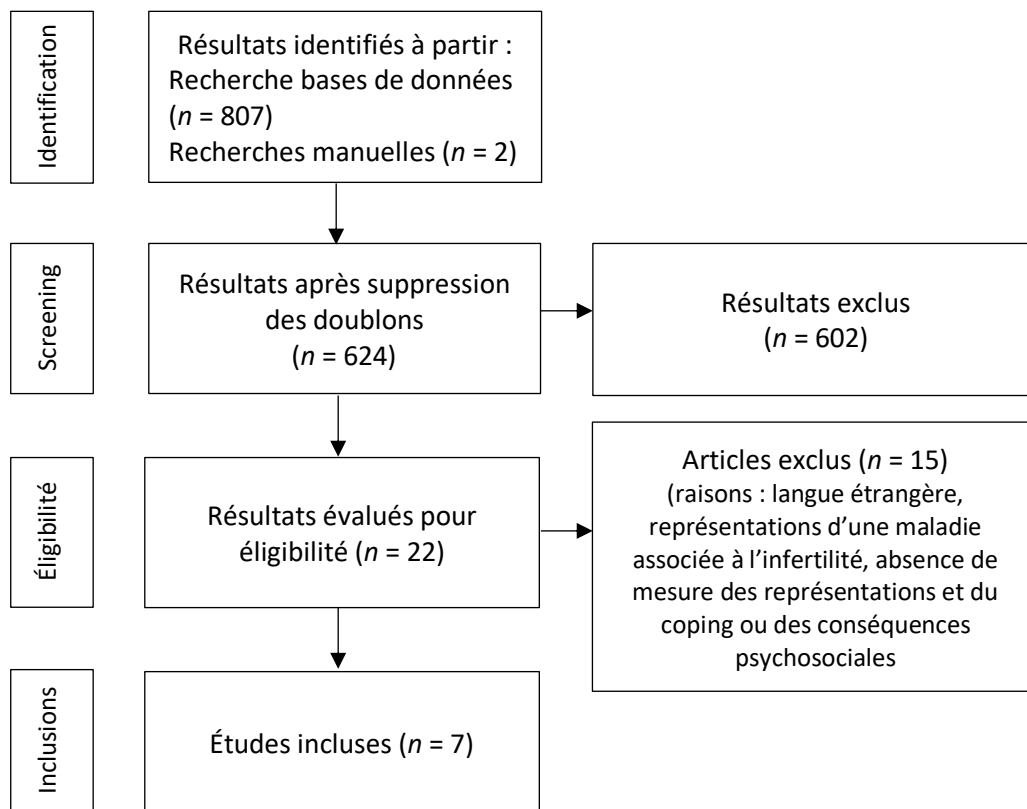 Identification
Résultats identifiés à partir :
Recherche bases de données
(n = 807)
Recherches manuelles (n = 2)
Screening
Résultats après suppression
des doublons
(n = 624)
Résultats exclus
(n = 602)
Éligibilité
Résultats évalués pour
éligibilité (n = 22)
Articles exclus (n = 15)
(raisons : langue étrangère,
représentations d’une maladie
associée à l’infertilité, absence de
mesure des représentations et du
coping ou des conséquences
psychosociales
Inclusions
Études incluses (n = 7)